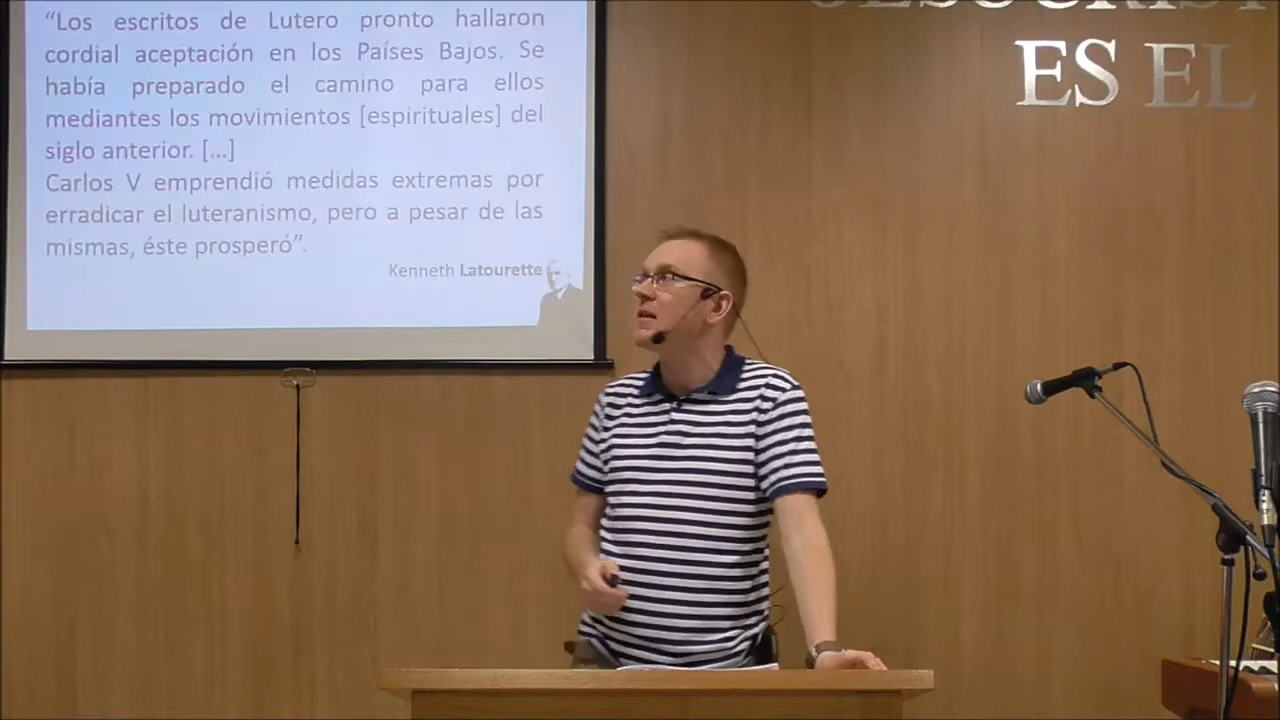 “Los escritos de Lutero pronto hallaron
cordial aceptación en los Países Bajos. Se
había preparado el camino para ellos
mediantes los movimientos [espirituales] del
siglo anterior. [...]
Carlos V emprendió medidas extremas por
erradicar el luteranismo, pero a pesar de las
mismas, éste prosperó”.
Kenneth Latourette
ES EL